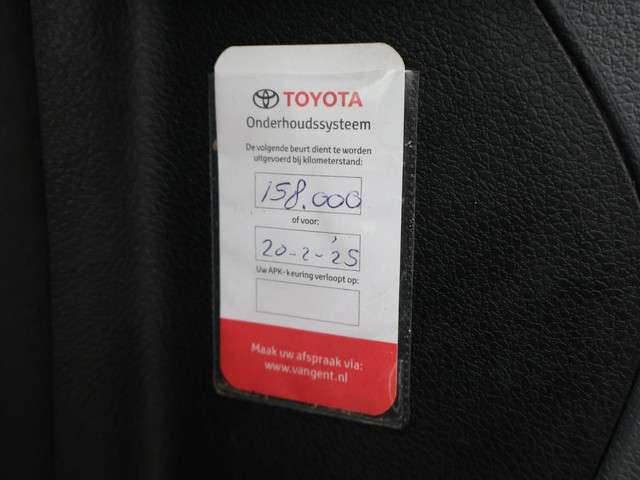 TOYOTA
Onderhoudssysteem
De volgende beurt dient te worden
uitgevoerd bij kilometerstand:
158.000
of voor:
20-2-'25
Uw APK-keuring verloopt op:
Maak uw afspraak via:
www.vangent.nl